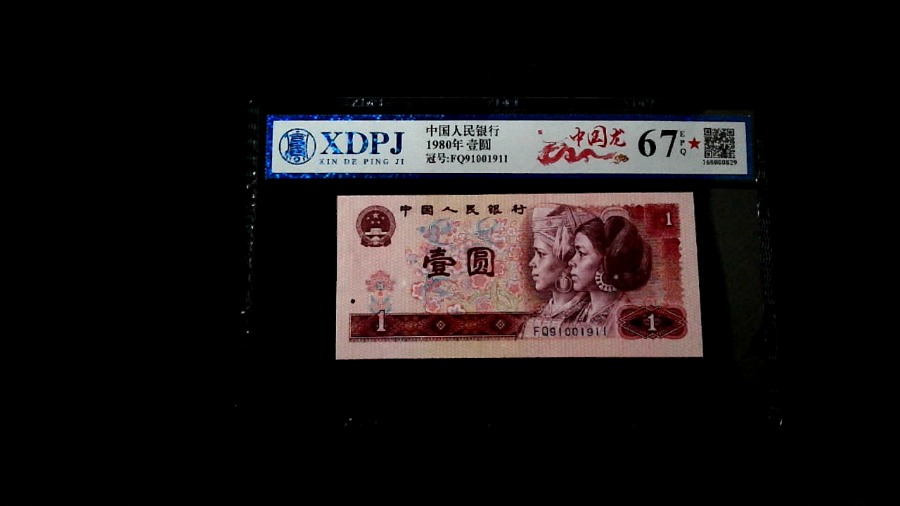 XDPJ
XIN DE PING JI
中国人民银行
1980年 壹圆
冠号:FQ91001911
中国龙
67
EPQ
168080829
中国人民银行
1
壹圆
1
FQ91001911
1